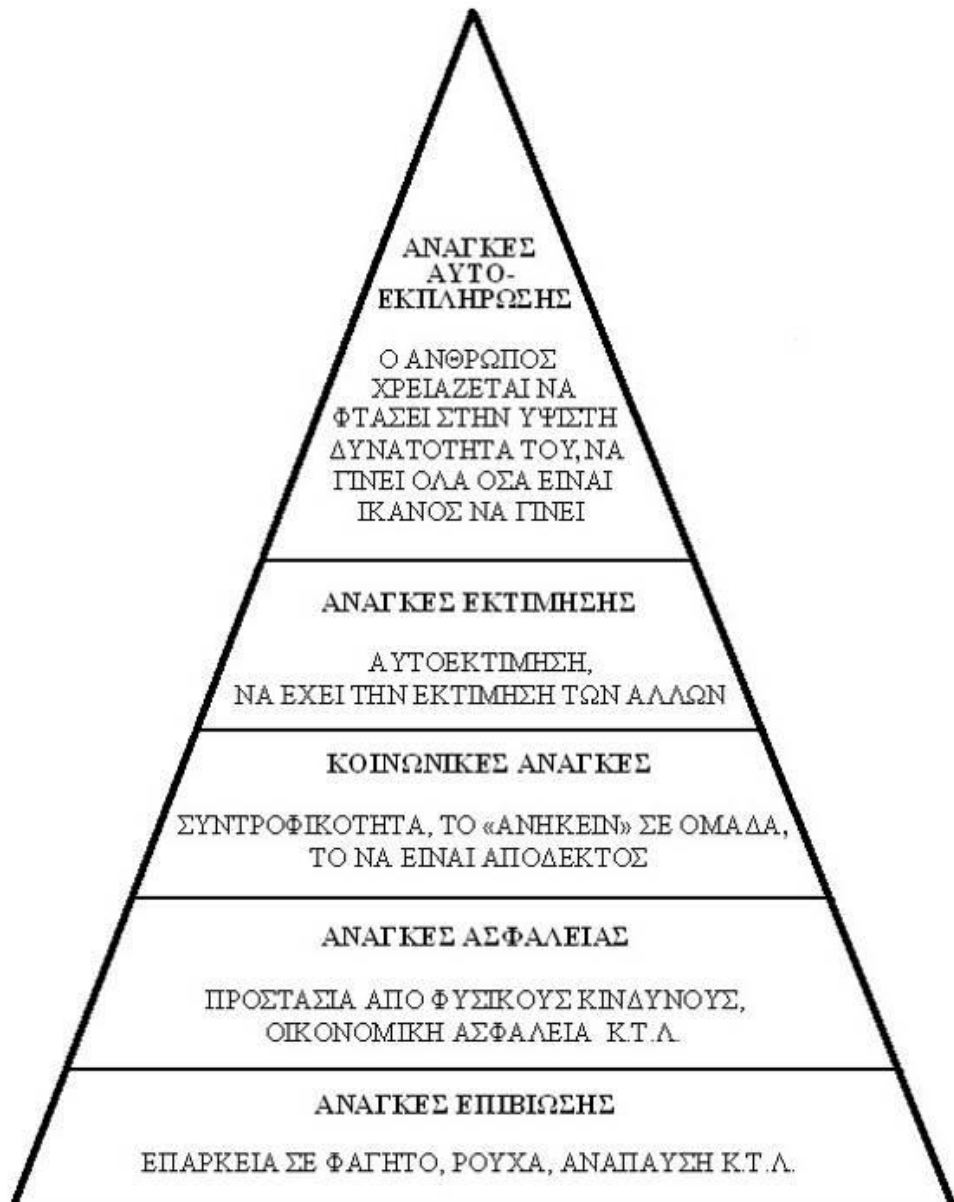 ΑΝΑΓΚΕΣ
ΑΥΤΟ-
ΕΚΠΛΗΡΩΣΗΣ
Ο ΑΝΘΡΩΠΟΣ
ΧΡΕΙΑΖΕΤΑΙ ΝΑ
ΦΤΑΣΕΙ ΣΤΗΝ ΥΨΙΣΤΗ
ΔΥΝΑΤΟΤΗΤΑ ΤΟΥ, ΝΑ
ΓΙΝΕΙ ΟΛΑ ΟΣΑ ΕΙΝΑΙ
ΙΚΑΝΟΣ ΝΑ ΓΙΝΕΙ
ΑΝΑΓΚΕΣ ΕΚΤΙΜΗΣΗΣ
ΑΥΤΟΕΚΤΙΜΗΣΗ,
ΝΑ ΕΧΕΙ ΤΗΝ ΕΚΤΙΜΗΣΗ ΤΩΝ ΑΛΛΩΝ
ΚΟΙΝΩΝΙΚΕΣ ΑΝΑΓΚΕΣ
ΣΥΝΤΡΟΦΙΚΟΤΗΤΑ, ΤΟ «ΑΝΗΚΕΙΝ» ΣΕ ΟΜΑΔΑ,
ΤΟ ΝΑ ΕΙΝΑΙ ΑΠΟΔΕΚΤΟΣ
ΑΝΑΓΚΕΣ ΑΣΦΑΛΕΙΑΣ
ΠΡΟΣΤΑΣΙΑ ΑΠΟ ΦΥΣΙΚΟΥΣ ΚΙΝΔΥΝΟΥΣ,
ΟΙΚΟΝΟΜΙΚΗ ΑΣΦΑΛΕΙΑ Κ.Τ.Λ.
ΑΝΑΓΚΕΣ ΕΠΙΒΙΩΣΗΣ
ΕΠΑΡΚΕΙΑ ΣΕ ΦΑΓΗΤΟ, ΡΟΥΧΑ, ΑΝΑΠΑΥΣΗ Κ.Τ.Λ.